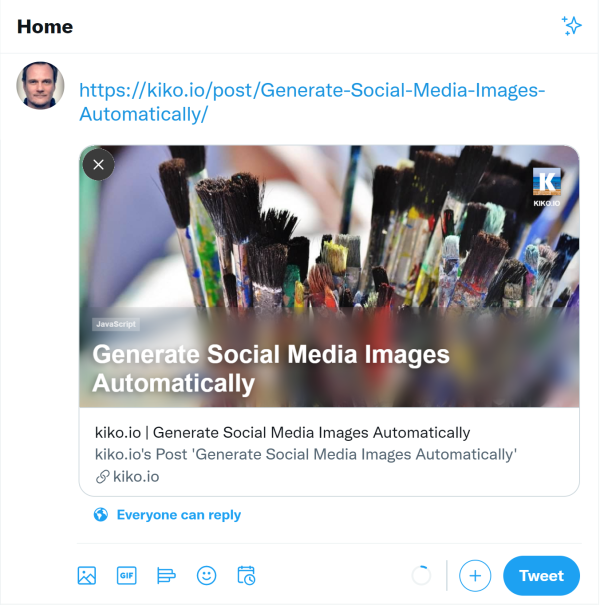 Home
https://kiko.io/post/Generate-Social-Media-Images-
Automatically/
K
KIKO.IO
JavaScript
Generate Social Media Images
Automatically
kiko.io | Generate Social Media Images Automatically
kiko.io's Post 'Generate Social Media Images Automatically'
kiko.io
Everyone can reply
GIF
Tweet